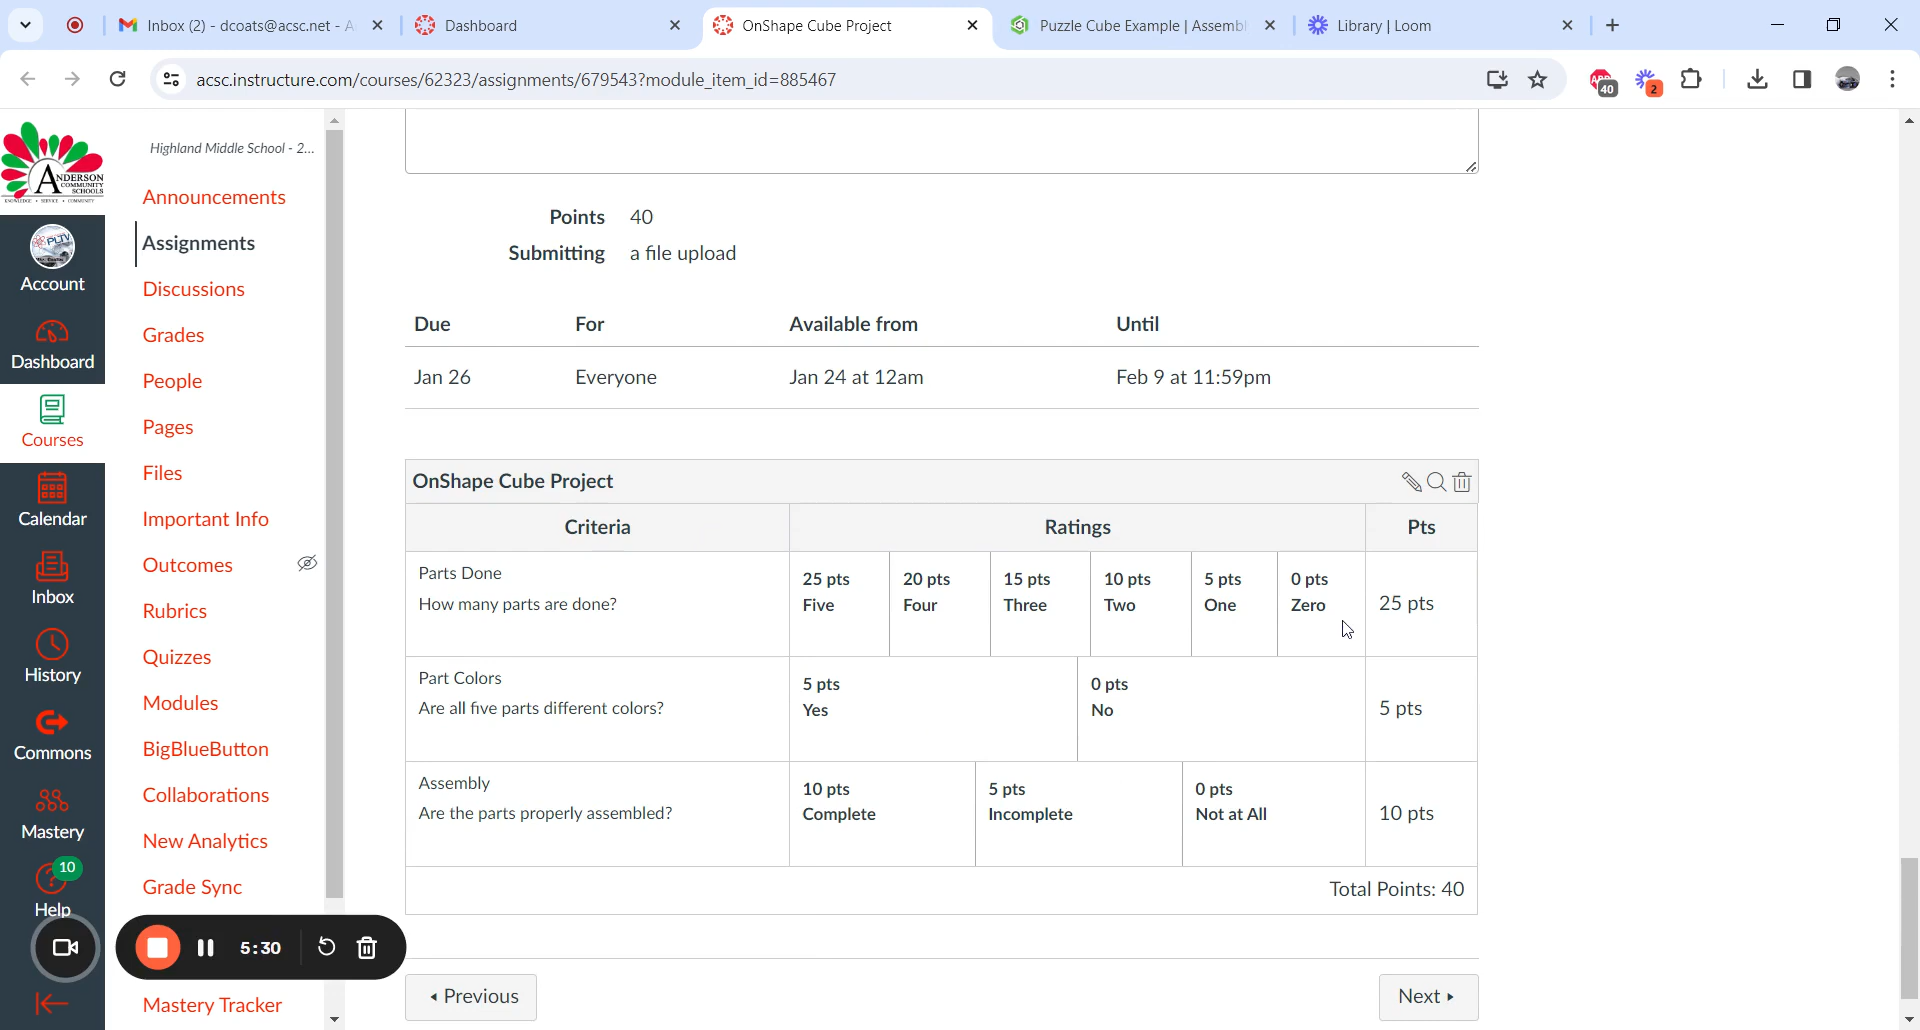 Inbox (2) - dcoats@acsc.net - A
Dashboard
OnShape Cube Project
Puzzle Cube Example | Assembl
Library | Loom
acsc.instructure.com/courses/62323/assignments/679543?module_item_id=885467
40
2
ANDERSON
COMMUNITY
SCHOOLS
KNOWLEDGE • SERVICE • COMMUNITY
Account
Dashboard
Courses
Calendar
Inbox
History
Commons
Mastery
10
Help
Highland Middle School - 2...
Announcements
Assignments
Discussions
Grades
People
Pages
Files
Important Info
Outcomes
Rubrics
Quizzes
Modules
BigBlueButton
Collaborations
New Analytics
Grade Sync
5:30
Mastery Tracker
Points 40
Submitting a file upload
Due For Available from Until
Jan 26 Everyone Jan 24 at 12am Feb 9 at 11:59pm
OnShape Cube Project
Criteria Ratings Pts
Parts Done
How many parts are done?
25 pts
Five
20 pts
Four
15 pts
Three
10 pts
Two
5 pts
One
0 pts
Zero
25 pts
Part Colors
Are all five parts different colors?
5 pts
Yes
0 pts
No
5 pts
Assembly
Are the parts properly assembled?
10 pts
Complete
5 pts
Incomplete
0 pts
Not at All
10 pts
Total Points: 40
Previous
Next